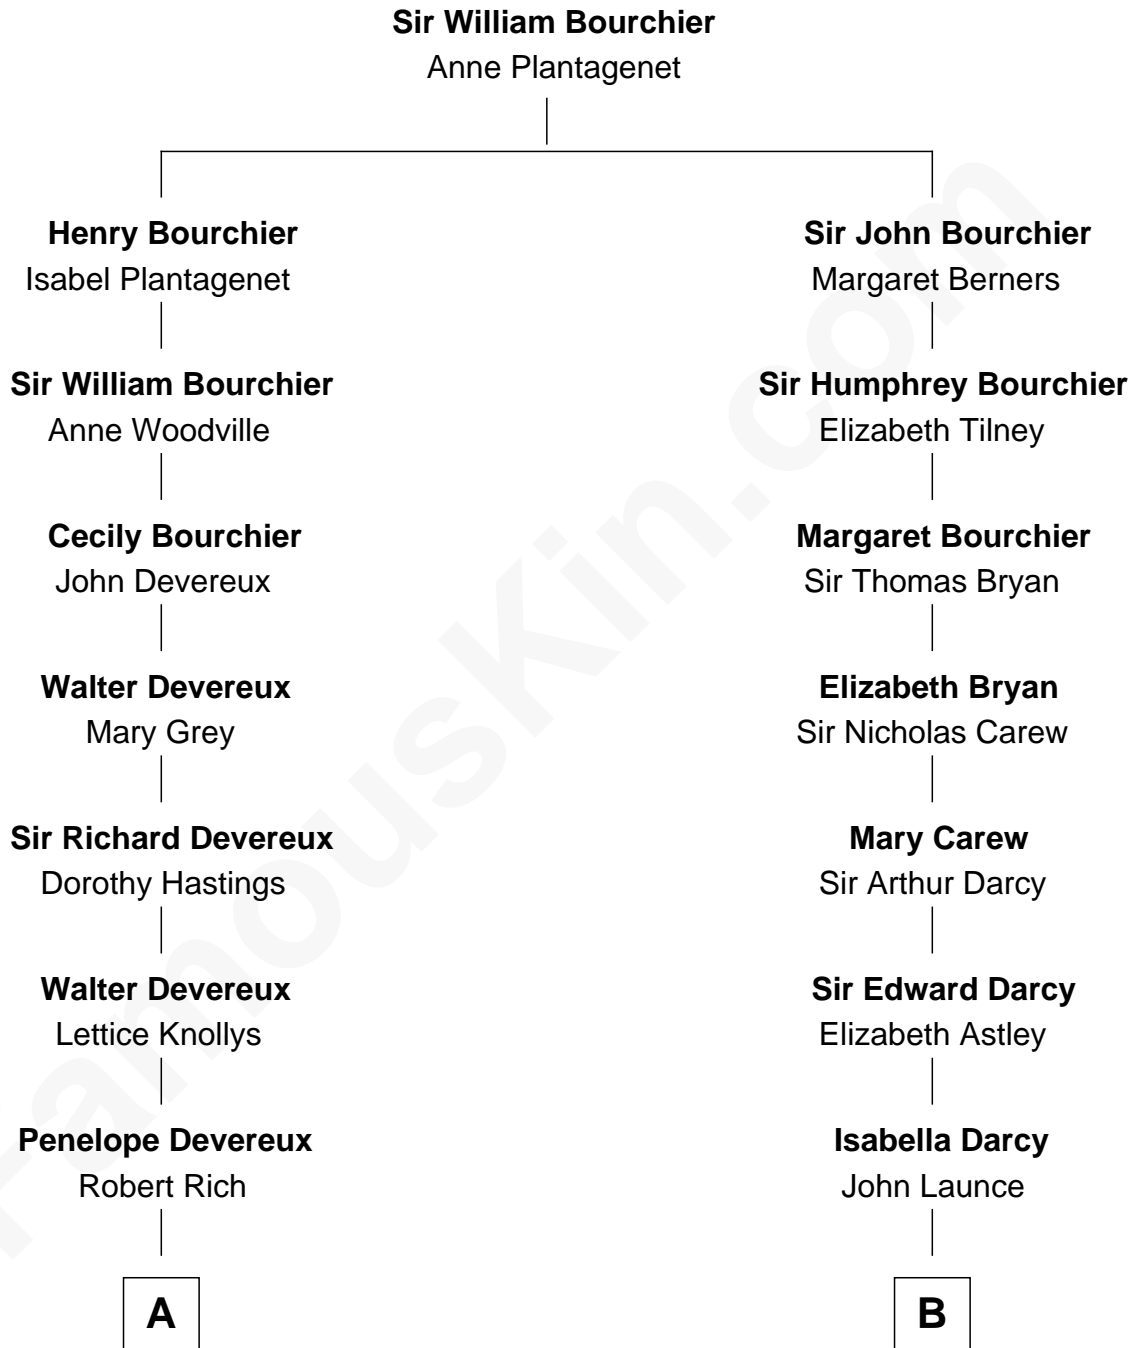 Sir William Bourchier
Anne Plantagenet
Henry Bourchier
Isabel Plantagenet
Sir William Bourchier
Anne Woodville
Cecily Bourchier
John Devereux
Walter Devereux
Mary Grey
Sir Richard Devereux
Dorothy Hastings
Walter Devereux
Lettice Knollys
Penelope Devereux
Robert Rich
A
Sir John Bourchier
Margaret Berners
Sir Humphrey Bourchier
Elizabeth Tilney
Margaret Bourchier
Sir Thomas Bryan
Elizabeth Bryan
Sir Nicholas Carew
Mary Carew
Sir Arthur Darcy
Sir Edward Darcy
Elizabeth Astley
Isabella Darcy
John Launce
B
FamousKin.com